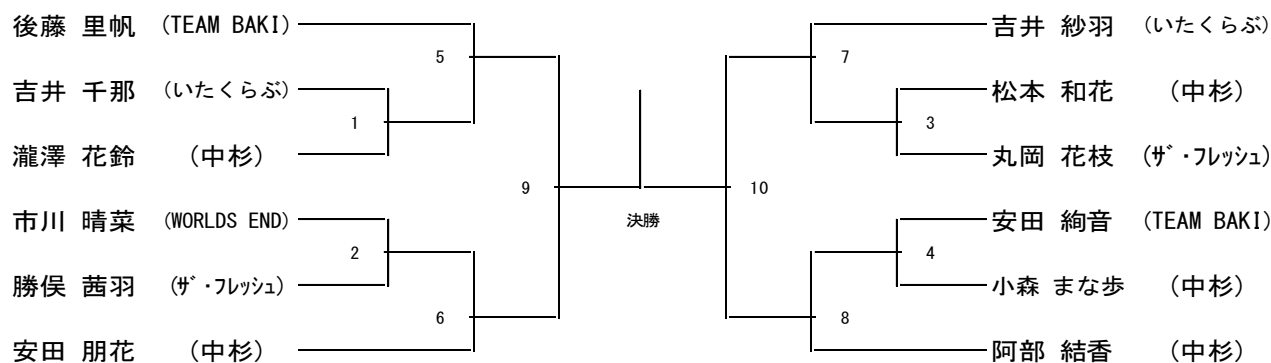 後藤 里帆 (TEAM BAKI)
吉井 千那 (いたくらぶ)
瀧澤 花鈴 (中杉)
市川 晴菜 (WORLDS END)
勝俣 茜羽 (ｻﾞ・ﾌﾚｯｼｭ)
安田 朋花 (中杉)
5
1
2
6
9
決勝
10
7
3
4
8
吉井 紗羽 (いたくらぶ)
松本 和花 (中杉)
丸岡 花枝 (ｻﾞ・ﾌﾚｯｼｭ)
安田 絢音 (TEAM BAKI)
小森 まな歩 (中杉)
阿部 結香 (中杉)